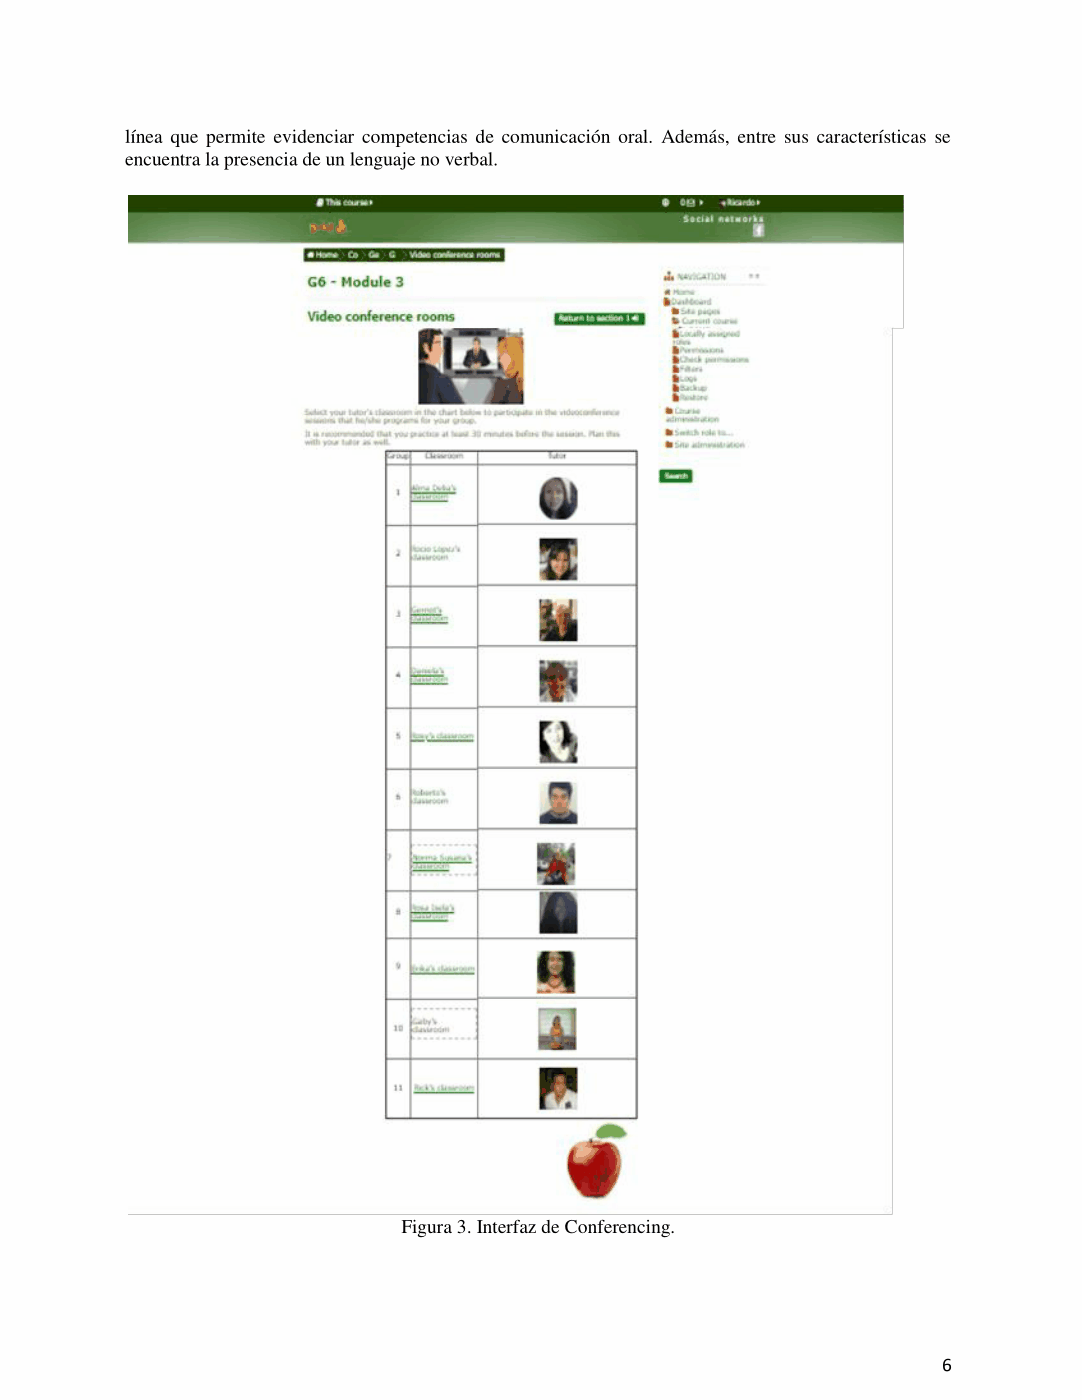 línea que permite evidenciar competencias de comunicación oral. Además, entre sus características se
encuentra la presencia de un lenguaje no verbal.
This course
0
Ricardo
Social networks
Home Co Ge G Video conference rooms
G6 - Module 3
NAVIGATION
Home
Dashboard
Site pages
Current course
Locally assigned
roles
Permissions
Check permissions
Filters
Logs
Backup
Restore
Course
administration
Switch role to...
Site administration
Search
Video conference rooms
Return to section 1
Select your tutor's classroom in the chart below to participate in the videoconference
sessions that he/she programs for your group.
It is recommended that you practice at least 30 minutes before the session. Plan this
with your tutor as well.
Group Classroom Tutor
1 Alma
classroom
2 Rocio Lopez's
classroom
3
classroom
4 Daniela's
classroom
5 Rosy's classroom
6 Roberto's
classroom
7 Norma Susana's
classroom
8 Rosa
classroom
9 Erika's classroom
10 Gaby's
classroom
11 Rick's classroom
Figura 3. Interfaz de Conferencing.
6